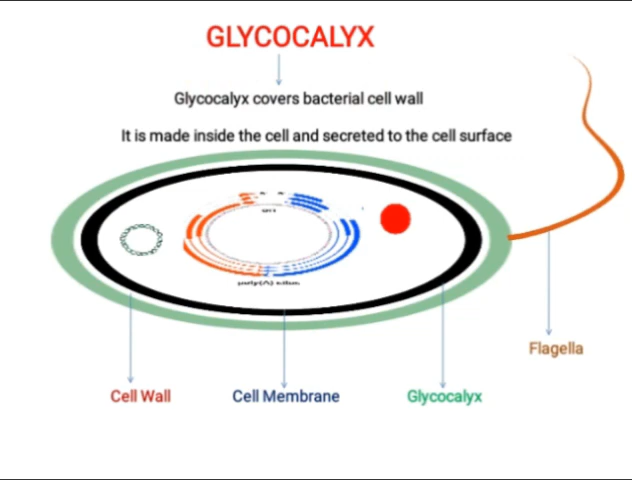 GLYCOCALYX
Glycocalyx covers bacterial cell wall
It is made inside the cell and secreted to the cell surface
Flagella
Cell Wall
Cell Membrane
Glycocalyx